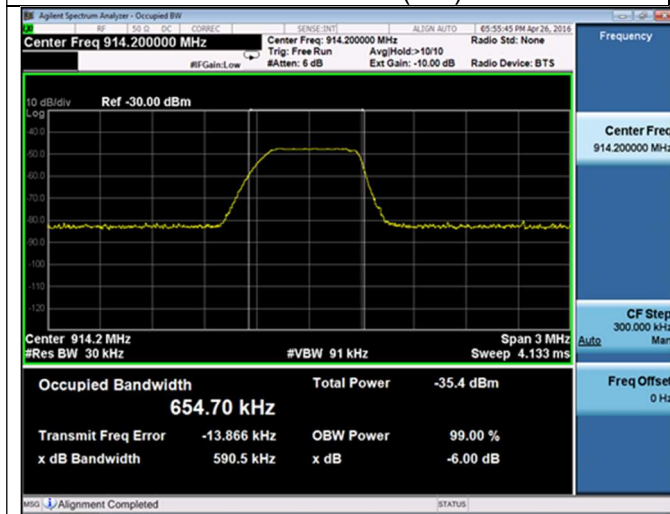 Agilent Spectrum Analyzer - Occupied BW
RF 50 Ω DC CORREC SENSE:INT ALIGN AUTO 05:55:45 PM Apr 26, 2016
Center Freq 914.200000 MHz
Center Freq: 914.200000 MHz
Radio Std: None
Trig: Free Run Avg|Hold:>10/10
#IFGain:Low #Atten: 6 dB Ext Gain: -10.00 dB Radio Device: BTS
Frequency
10 dB/div Ref -30.00 dBm
Log
-40.0
-50.0
-60.0
-70.0
-80.0
-90.0
-100
-110
-120
Center 914.2 MHz Span 3 MHz
#Res BW 30 kHz #VBW 91 kHz Sweep 4.133 ms
Center Freq
914.200000 MHz
CF Step
300.000 kHz
Auto Man
Freq Offset
0 Hz
Occupied Bandwidth Total Power -35.4 dBm
654.70 kHz
Transmit Freq Error -13.866 kHz OBW Power 99.00 %
x dB Bandwidth 590.5 kHz x dB -6.00 dB
MSG Alignment Completed STATUS